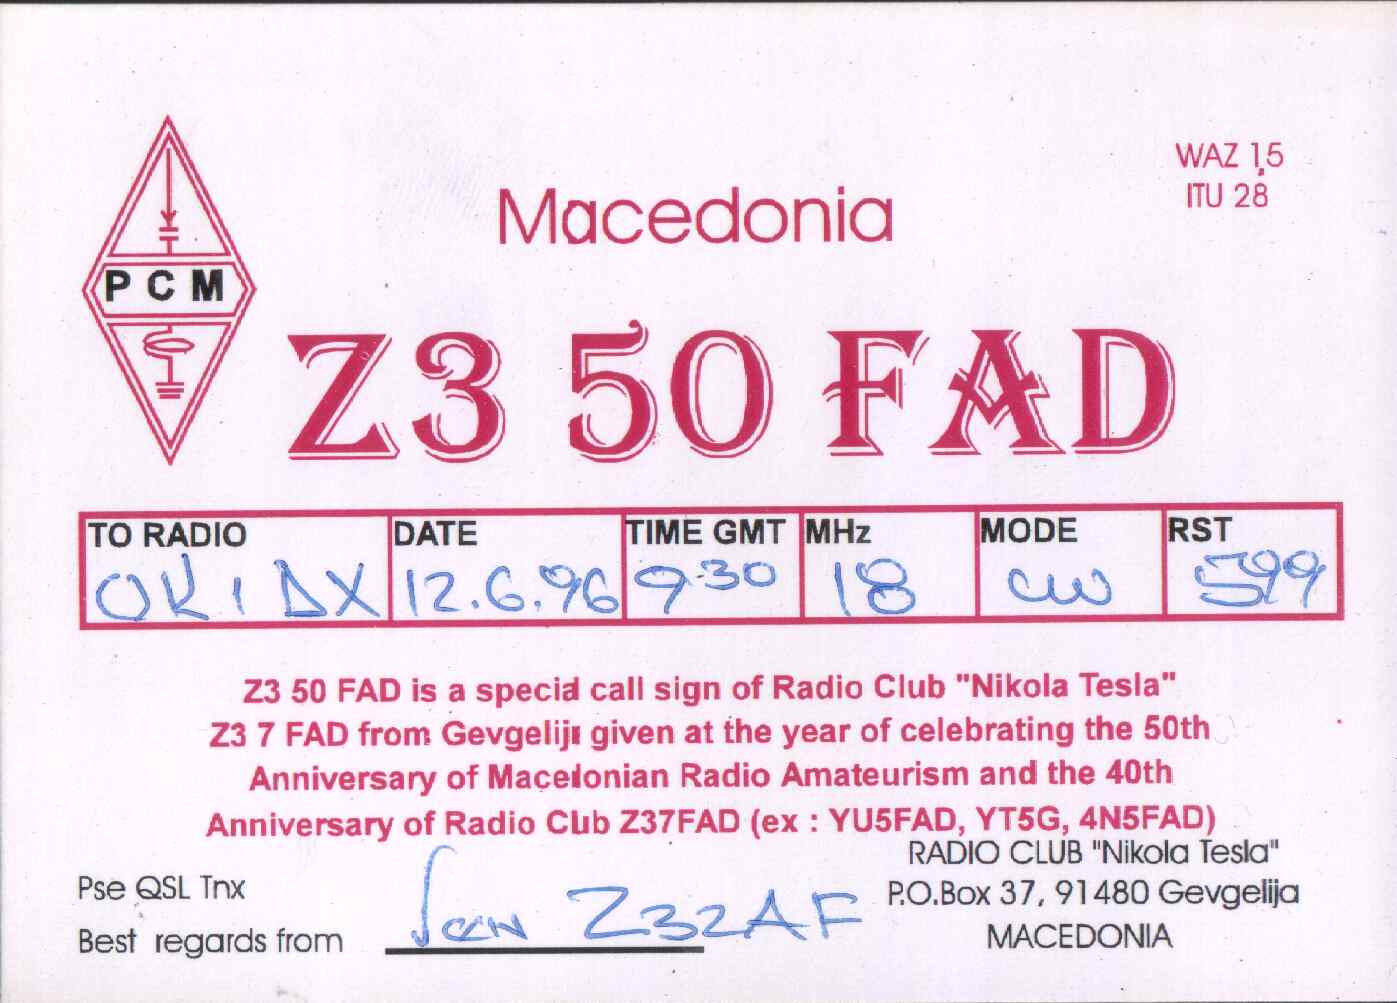 WAZ 15
ITU 28
Macedonia
PCM
Z3 50 FAD
TO RADIO DATE TIME GMT MHz MODE RST
OK1DX 12.6.96 9.30 18 CW 599
Z3 50 FAD is a special call sign of Radio Club "Nikola Tesla"
Z3 7 FAD from Gevgeliji given at the year of celebrating the 50th
Anniversary of Macedonian Radio Amateurism and the 40th
Anniversary of Radio Club Z37FAD (ex : YU5FAD, YT5G, 4N5FAD)
RADIO CLUB "Nikola Tesla"
Pse QSL Tnx
P.O.Box 37, 91480 Gevgelija
Best regards from Z32AF
MACEDONIA